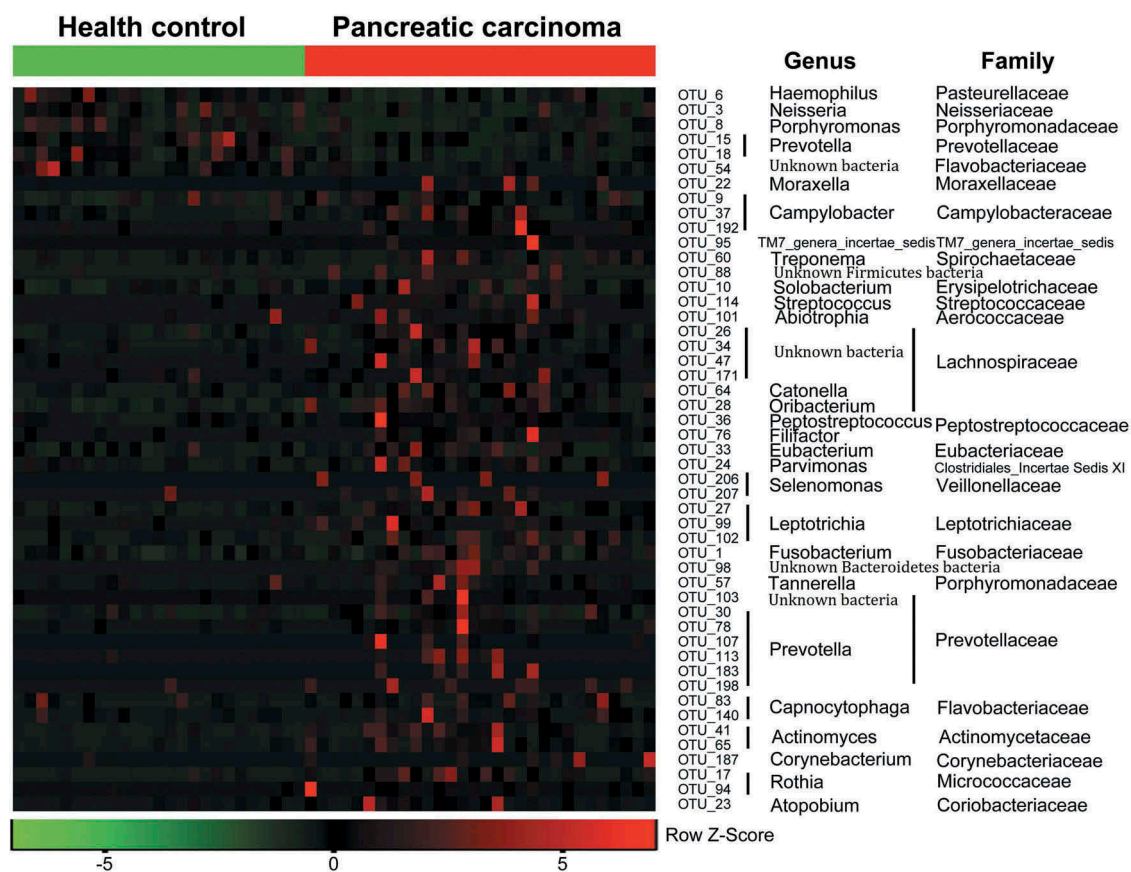 Health control Pancreatic carcinoma
Genus Family
OTU_6 Haemophilus Pasteurellaceae
OTU_3 Neisseria Neisseriaceae
OTU_8 Porphyromonas Porphyromonadaceae
OTU_15
Prevotella Prevotellaceae
OTU_18
OTU_54 Unknown bacteria Flavobacteriaceae
OTU_22 Moraxella Moraxellaceae
OTU_9
OTU_37 Campylobacter Campylobacteraceae
OTU_192
OTU_95 TM7_genera_incertae_sedis TM7_genera_incertae_sedis
OTU_60 Treponema Spirochaetaceae
OTU_88 Unknown Firmicutes bacteria
OTU_10 Solobacterium Erysipelotrichaceae
OTU_114 Streptococcus Streptococcaceae
OTU_101 Abiotrophia Aerococcaceae
OTU_26
OTU_34
Unknown bacteria
OTU_47 Lachnospiraceae
OTU_171
OTU_64 Catonella
OTU_28 Oribacterium
OTU_36 Peptostreptococcus Peptostreptococcaceae
OTU_76 Filifactor
OTU_33 Eubacterium Eubacteriaceae
OTU_24 Parvimonas Clostridiales_Incertae Sedis XI
OTU_206
Selenomonas Veillonellaceae
OTU_207
OTU_27
OTU_99 Leptotrichia Leptotrichiaceae
OTU_102
OTU_1 Fusobacterium Fusobacteriaceae
OTU_98 Unknown Bacteroidetes bacteria
OTU_57 Tannerella Porphyromonadaceae
OTU_103 Unknown bacteria
OTU_30
OTU_78
OTU_107 Prevotella Prevotellaceae
OTU_113
OTU_183
OTU_198
OTU_83
Capnocytophaga Flavobacteriaceae
OTU_140
OTU_41
Actinomyces Actinomycetaceae
OTU_65
OTU_187 Corynebacterium Corynebacteriaceae
OTU_17
Rothia Micrococcaceae
OTU_94
OTU_23 Atopobium Coriobacteriaceae
Row Z-Score
-5 0 5